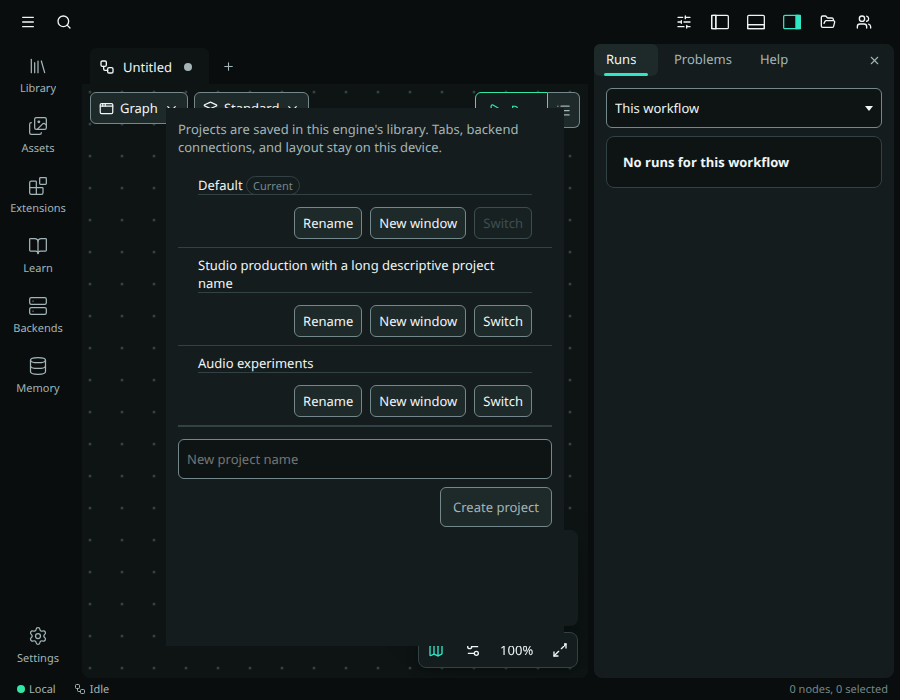 Untitled
Library
Assets
Extensions
Learn
Backends
Memory
Settings
Graph
Standard
Projects are saved in this engine's library. Tabs, backend
connections, and layout stay on this device.
Default Current
Rename New window Switch
Studio production with a long descriptive project
name
Rename New window Switch
Audio experiments
Rename New window Switch
New project name
Create project
100%
Runs Problems Help
This workflow
No runs for this workflow
Local Idle
0 nodes, 0 selected